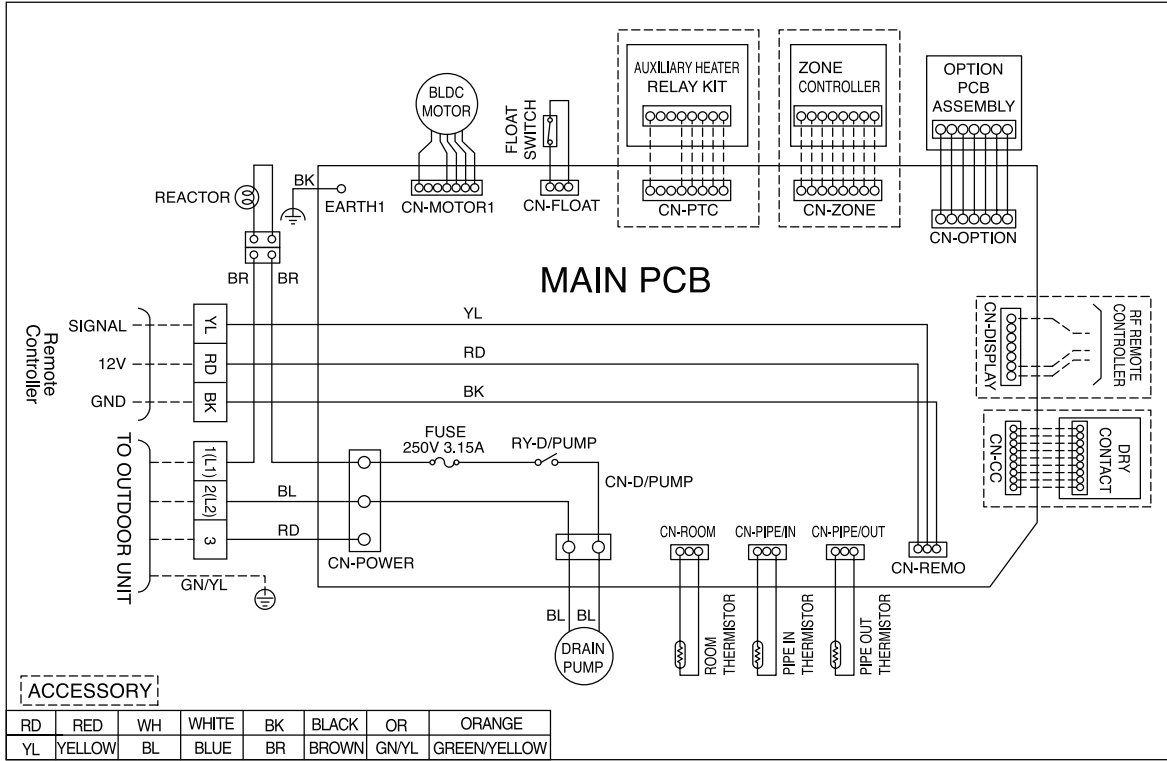 BLDC
MOTOR
FLOAT
SWITCH
AUXILIARY HEATER
RELAY KIT
ZONE
CONTROLLER
OPTION
PCB
ASSEMBLY
REACTOR
BK
EARTH1
CN-MOTOR1
CN-FLOAT
CN-PTC
CN-ZONE
CN-OPTION
BR
BR
MAIN PCB
Remote
Controller
SIGNAL
YL
YL
12V
RD
RD
GND
BK
BK
CN-DISPLAY
RF REMOTE
CONTROLLER
CN-CC
DRY
CONTACT
TO OUTDOOR UNIT
1(L1)
2(L2)
3
BL
RD
GN/YL
FUSE
250V 3.15A
RY-D/PUMP
CN-D/PUMP
CN-POWER
BL
BL
DRAIN
PUMP
CN-ROOM
CN-PIPE/IN
CN-PIPE/OUT
CN-REMO
ROOM
THERMISTOR
PIPE IN
THERMISTOR
PIPE OUT
THERMISTOR
ACCESSORY
RD RED WH WHITE BK BLACK OR ORANGE
YL YELLOW BL BLUE BR BROWN GN/YL GREEN/YELLOW